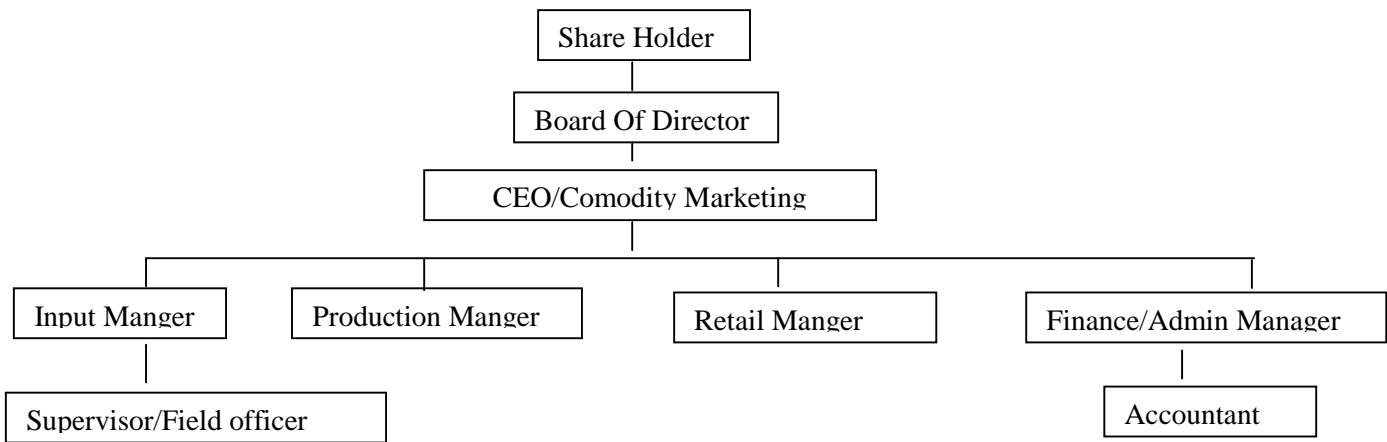 Share Holder
Board Of Director
CEO/Comodity Marketing
Input Manger
Production Manger
Retail Manger
Finance/Admin Manager
Supervisor/Field officer
Accountant